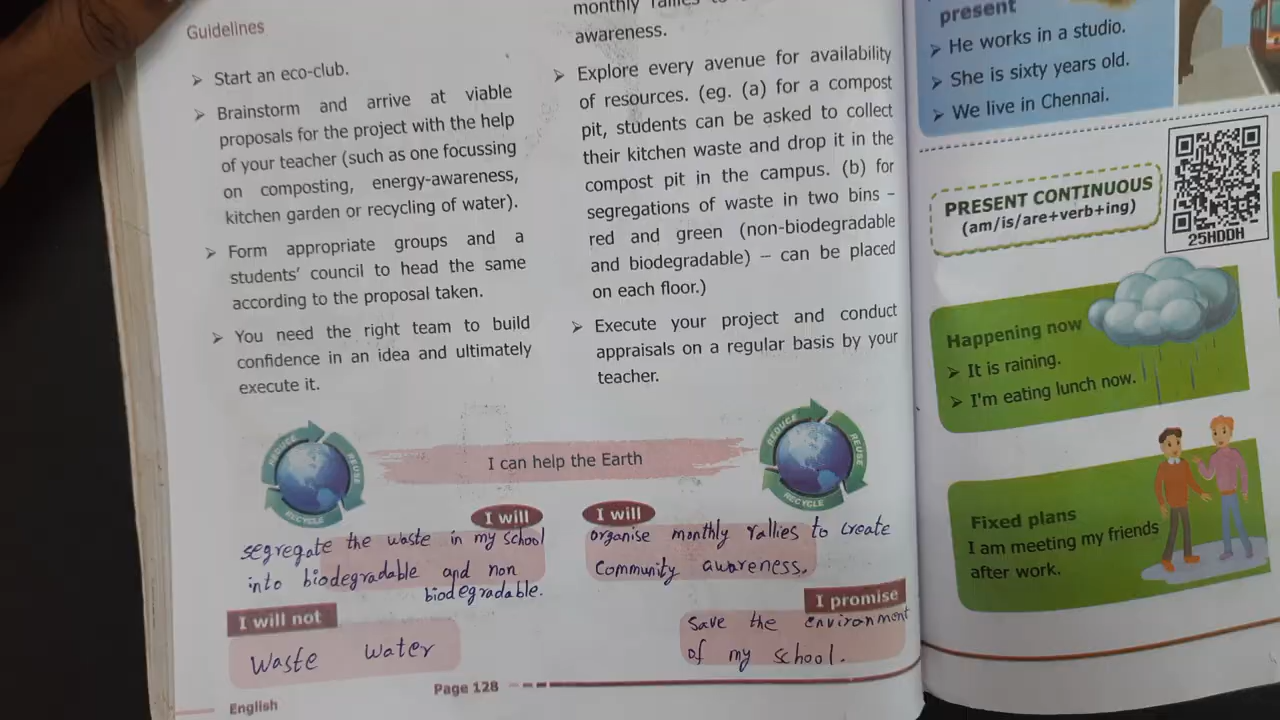 Guidelines
➢ Start an eco-club.
➢ Brainstorm and arrive at viable
proposals for the project with the help
of your teacher (such as one focussing
on composting, energy-awareness,
kitchen garden or recycling of water).
➢ Form appropriate groups and a
students' council to head the same
according to the proposal taken.
➢ You need the right team to build
confidence in an idea and ultimately
execute it.
monthly
awareness.
➢ Explore every avenue for availability
of resources. (eg. (a) for a compost
pit, students can be asked to collect
their kitchen waste and drop it in the
compost pit in the campus. (b) for
segregations of waste in two bins –
red and green (non-biodegradable
and biodegradable) – can be placed
on each floor.)
➢ Execute your project and conduct
appraisals on a regular basis by your
teacher.
REDUCE
REUSE
RECYCLE
I can help the Earth
REDUCE
REUSE
RECYCLE
I will
segregate the waste in my school
into biodegradable and non
biodegradable.
I will
organise monthly rallies to create
community awareness.
I will not
waste water
I promise
save the environment
of my school.
Page 128
English
present
➢ He works in a studio.
➢ She is sixty years old.
➢ We live in Chennai.
PRESENT CONTINUOUS
(am/is/are+verb+ing)
25HDDH
Happening now
➢ It is raining.
➢ I'm eating lunch now.
Fixed plans
I am meeting my friends
after work.